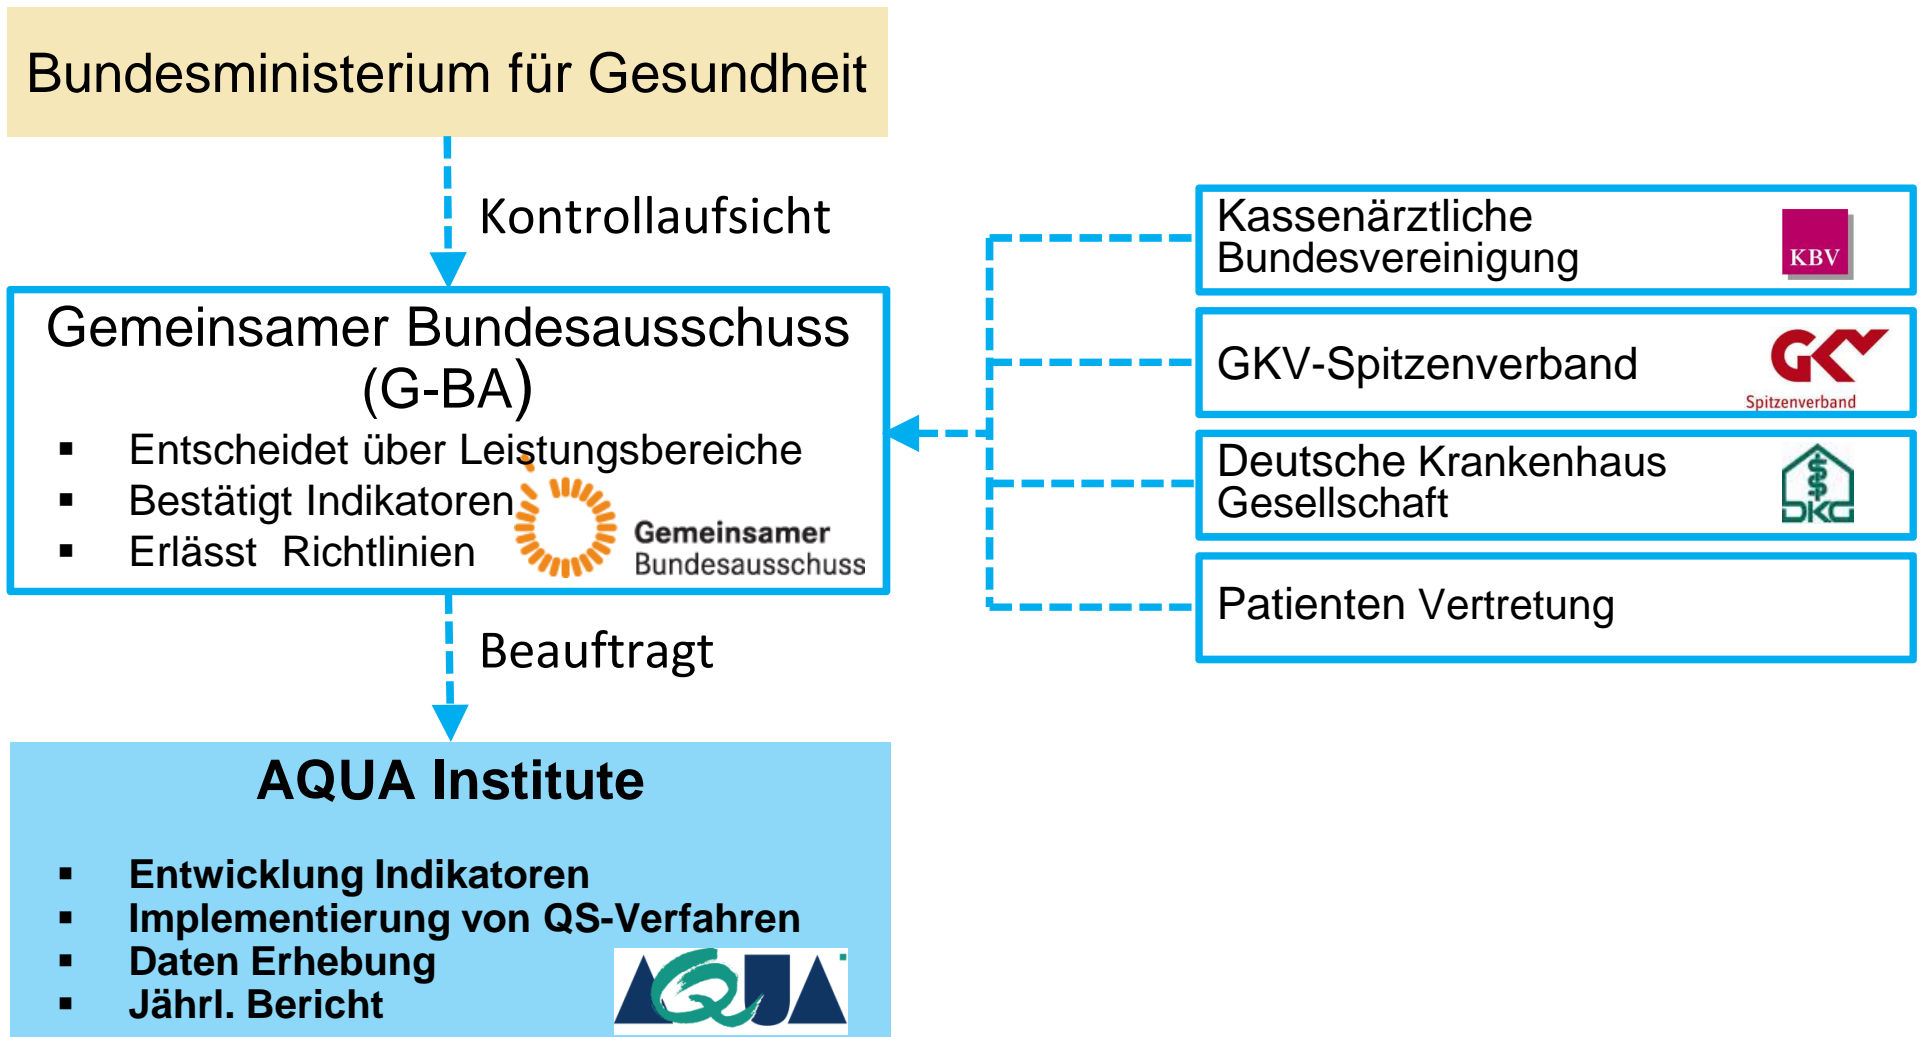 Bundesministerium für Gesundheit
Kontrollaufsicht
Gemeinsamer Bundesausschuss
(G-BA)
▪ Entscheidet über Leistungsbereiche
▪ Bestätigt Indikatoren
▪ Erlässt Richtlinien
Gemeinsamer
Bundesausschuss
Beauftragt
AQUA Institute
▪ Entwicklung Indikatoren
▪ Implementierung von QS-Verfahren
▪ Daten Erhebung
▪ Jährl. Bericht
AQUA
Kassenärztliche
Bundesvereinigung
KBV
GKV-Spitzenverband
GKV
Spitzenverband
Deutsche Krankenhaus
Gesellschaft
DKG
Patienten Vertretung